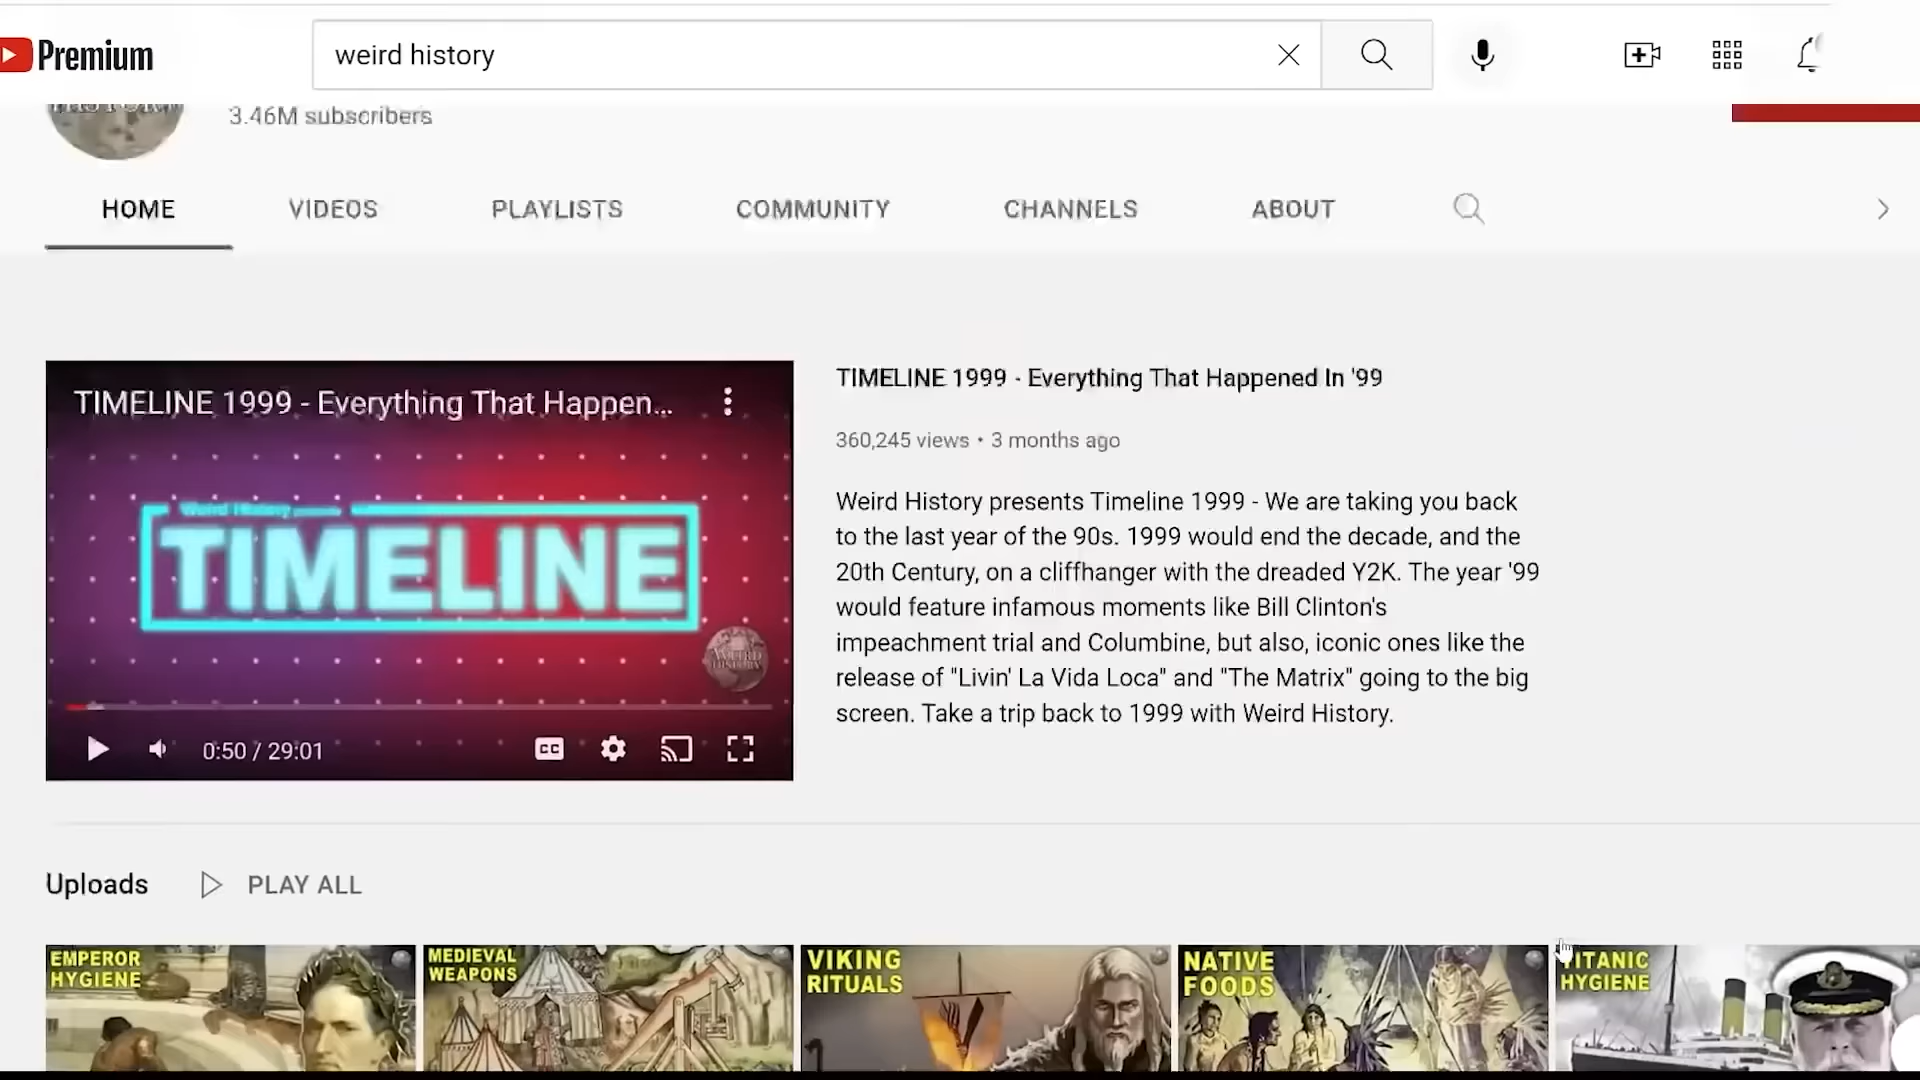 Premium
weird history
3.46M subscribers
HOME
VIDEOS
PLAYLISTS
COMMUNITY
CHANNELS
ABOUT
TIMELINE 1999 - Everything That Happen...
Weird History
TIMELINE
WEIRD
HISTORY
0:50 / 29:01
CC
TIMELINE 1999 - Everything That Happened In '99
360,245 views • 3 months ago
Weird History presents Timeline 1999 - We are taking you back
to the last year of the 90s. 1999 would end the decade, and the
20th Century, on a cliffhanger with the dreaded Y2K. The year '99
would feature infamous moments like Bill Clinton's
impeachment trial and Columbine, but also, iconic ones like the
release of "Livin' La Vida Loca" and "The Matrix" going to the big
screen. Take a trip back to 1999 with Weird History.
Uploads
PLAY ALL
EMPEROR
HYGIENE
MEDIEVAL
WEAPONS
VIKING
RITUALS
NATIVE
FOODS
TITANIC
HYGIENE